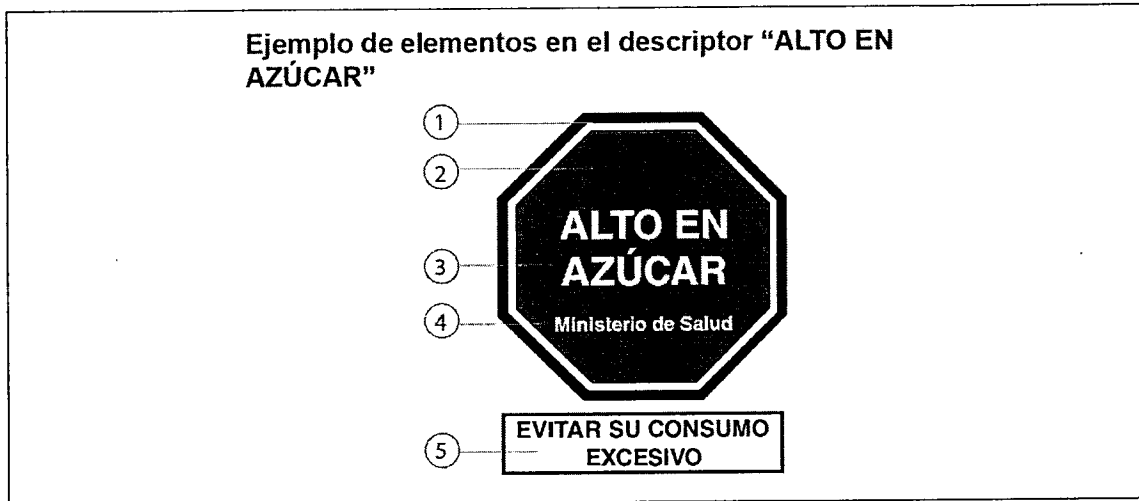 Ejemplo de elementos en el descriptor “ALTO EN
AZÚCAR”
1
2
ALTO EN
AZÚCAR
3
4
Ministerio de Salud
5
EVITAR SU CONSUMO
EXCESIVO